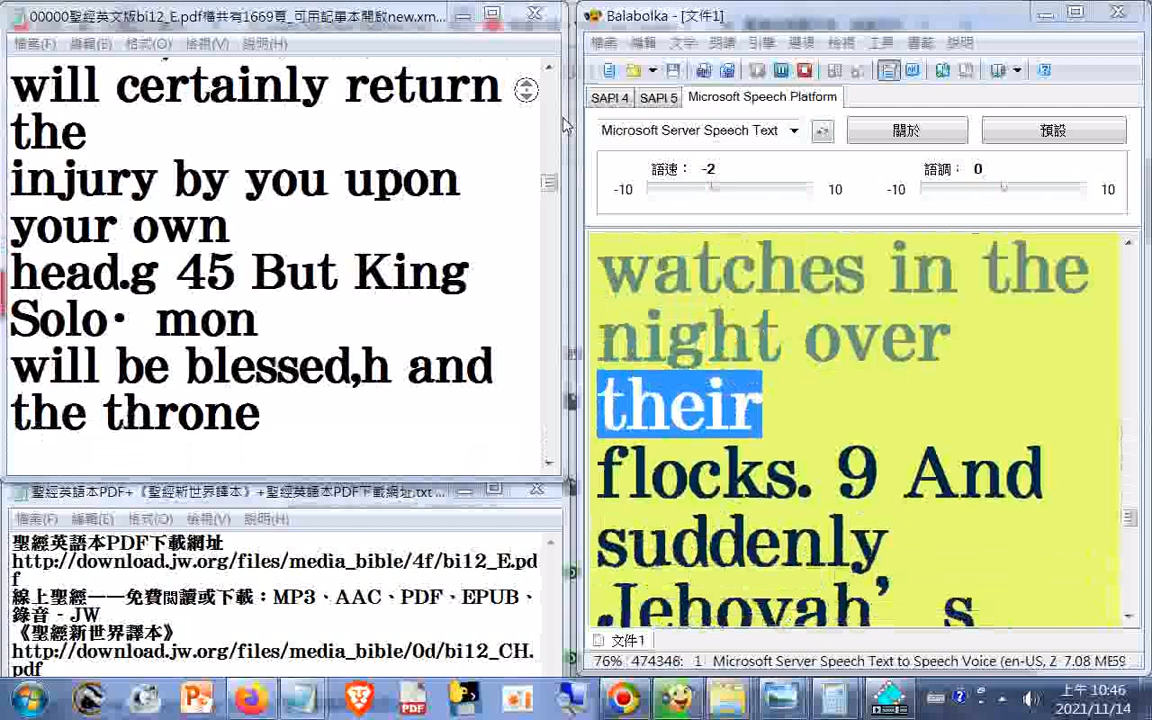 00000聖經英文版bi12_E.pdf檔共有1669頁_可用記事本開啟new.xm...
檔案(F) 編輯(E) 格式(O) 檢視(V) 說明(H)
will certainly return
the
injury by you upon
your own
head.g 45 But King
Solo· mon
will be blessed,h and
the throne
聖經英語本PDF+《聖經新世界譯本》+聖經英語本PDF下載網址.txt ...
檔案(F) 編輯(E) 格式(O) 檢視(V) 說明(H)
聖經英語本PDF下載網址
http://download.jw.org/files/media_bible/4f/bi12_E.pd
f
線上聖經——免費閱讀或下載：MP3、AAC、PDF、EPUB、
錄音 - JW
《聖經新世界譯本》
http://download.jw.org/files/media_bible/0d/bi12_CH.
pdf
Balabolka - [文件1]
檔案 編輯 文字 朗讀 引擎 選項 檢視 工具 書籤 說明
SAPI 4 SAPI 5 Microsoft Speech Platform
Microsoft Server Speech Text 關於 預設
語速： -2 語調： 0
-10 10 -10 10
watches in the
night over
their
flocks. 9 And
suddenly
Jehovah’ s
文件1
76% 474346: 1 Microsoft Server Speech Text to Speech Voice (en-US, Z 7.08 ME59
上午 10:46
2021/11/14